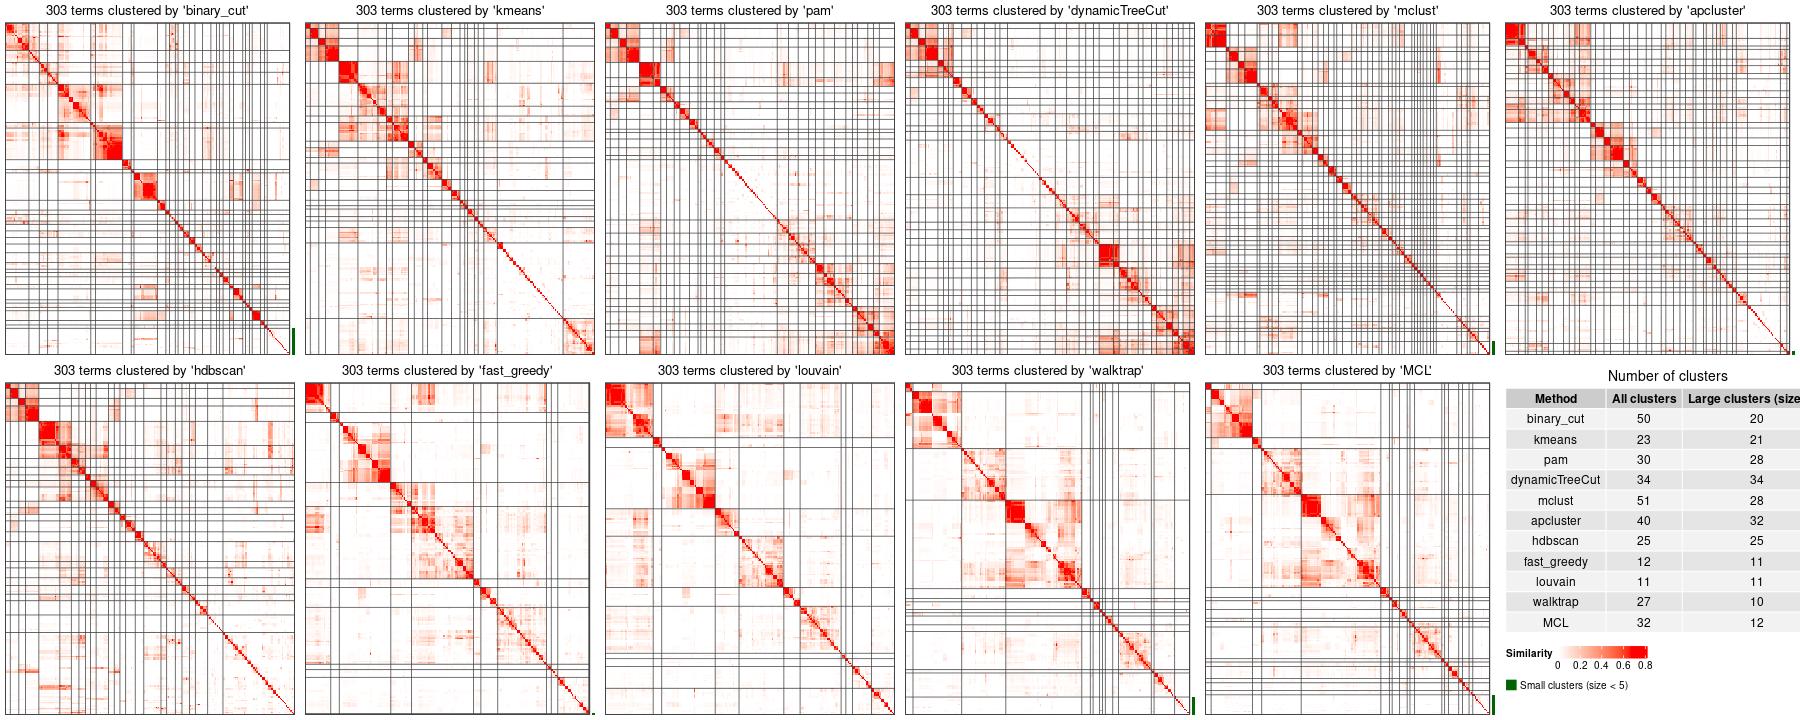 303 terms clustered by 'binary_cut'
303 terms clustered by 'kmeans'
303 terms clustered by 'pam'
303 terms clustered by 'dynamicTreeCut'
303 terms clustered by 'mclust'
303 terms clustered by 'apcluster'
303 terms clustered by 'hdbscan'
303 terms clustered by 'fast_greedy'
303 terms clustered by 'louvain'
303 terms clustered by 'walktrap'
303 terms clustered by 'MCL'
Number of clusters
Method All clusters Large clusters (size
binary_cut 50 20
kmeans 23 21
pam 30 28
dynamicTreeCut 34 34
mclust 51 28
apcluster 40 32
hdbscan 25 25
fast_greedy 12 11
louvain 11 11
walktrap 27 10
MCL 32 12
Similarity
0 0.2 0.4 0.6 0.8
Small clusters (size < 5)